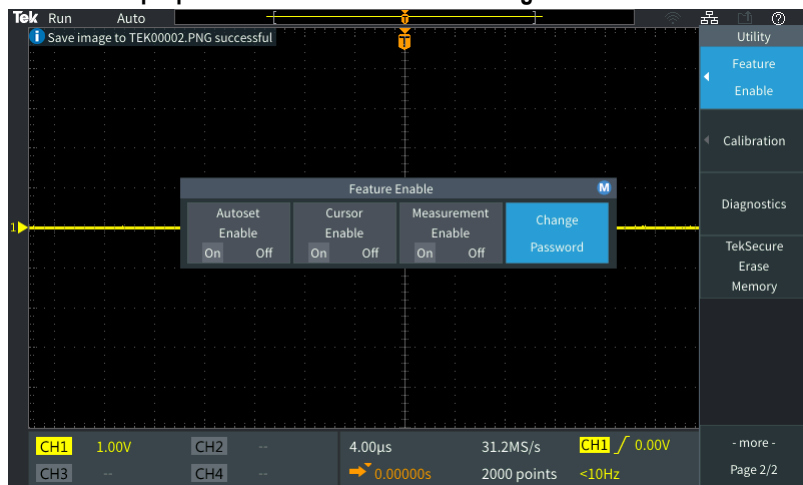 Tek Run Auto
T
Save image to TEK00002.PNG successful
T
Utility
Feature
Enable
Calibration
Diagnostics
TekSecure
Erase
Memory
- more -
Page 2/2
Feature Enable M
Autoset
Enable
On Off
Cursor
Enable
On Off
Measurement
Enable
On Off
Change
Password
1
CH1 1.00V CH2 -- 4.00µs 31.2MS/s CH1 0.00V
CH3 -- CH4 -- 0.00000s 2000 points <10Hz